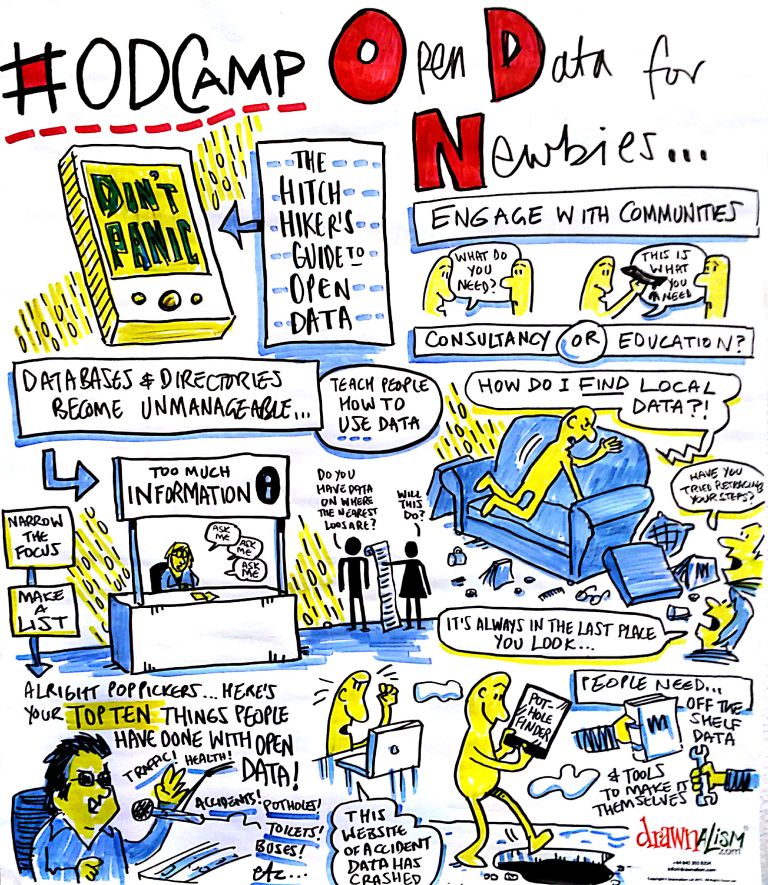 #ODCAMP Open Data for
Newbies...
DON'T
PANIC
THE
HITCH
HIKER'S
GUIDE TO
OPEN
DATA
ENGAGE WITH COMMUNITIES
WHAT DO
YOU
NEED?
THIS IS
WHAT
YOU
NEED
CONSULTANCY OR EDUCATION?
DATABASES & DIRECTORIES
BECOME UNMANAGEABLE...
TEACH PEOPLE
HOW TO
USE DATA
HOW DO I FIND LOCAL
DATA?!
HAVE YOU
TRIED RETRACING
YOUR STEPS?
IT'S ALWAYS IN THE LAST PLACE
YOU LOOK...
TOO MUCH
INFORMATION i
ASK
ME
ASK
ME
ASK
ME
NARROW
THE
FOCUS
MAKE
A
LIST
DO YOU
HAVE DATA
ON WHERE
THE NEAREST
LOOS ARE?
WILL
THIS
DO?
ALRIGHT POP PICKERS... HERE'S
YOUR TOP TEN THINGS PEOPLE
HAVE DONE WITH OPEN
DATA!
TRAFFIC! HEALTH!
ACCIDENTS! POTHOLES!
TOILETS!
BUSES!
etc...
THIS
WEBSITE
OF ACCIDENT
DATA HAS
CRASHED
POT-
HOLE
FINDER
PEOPLE NEED...
OFF THE
SHELF
DATA
& TOOLS
TO MAKE IT
THEMSELVES
drawnalism
.com